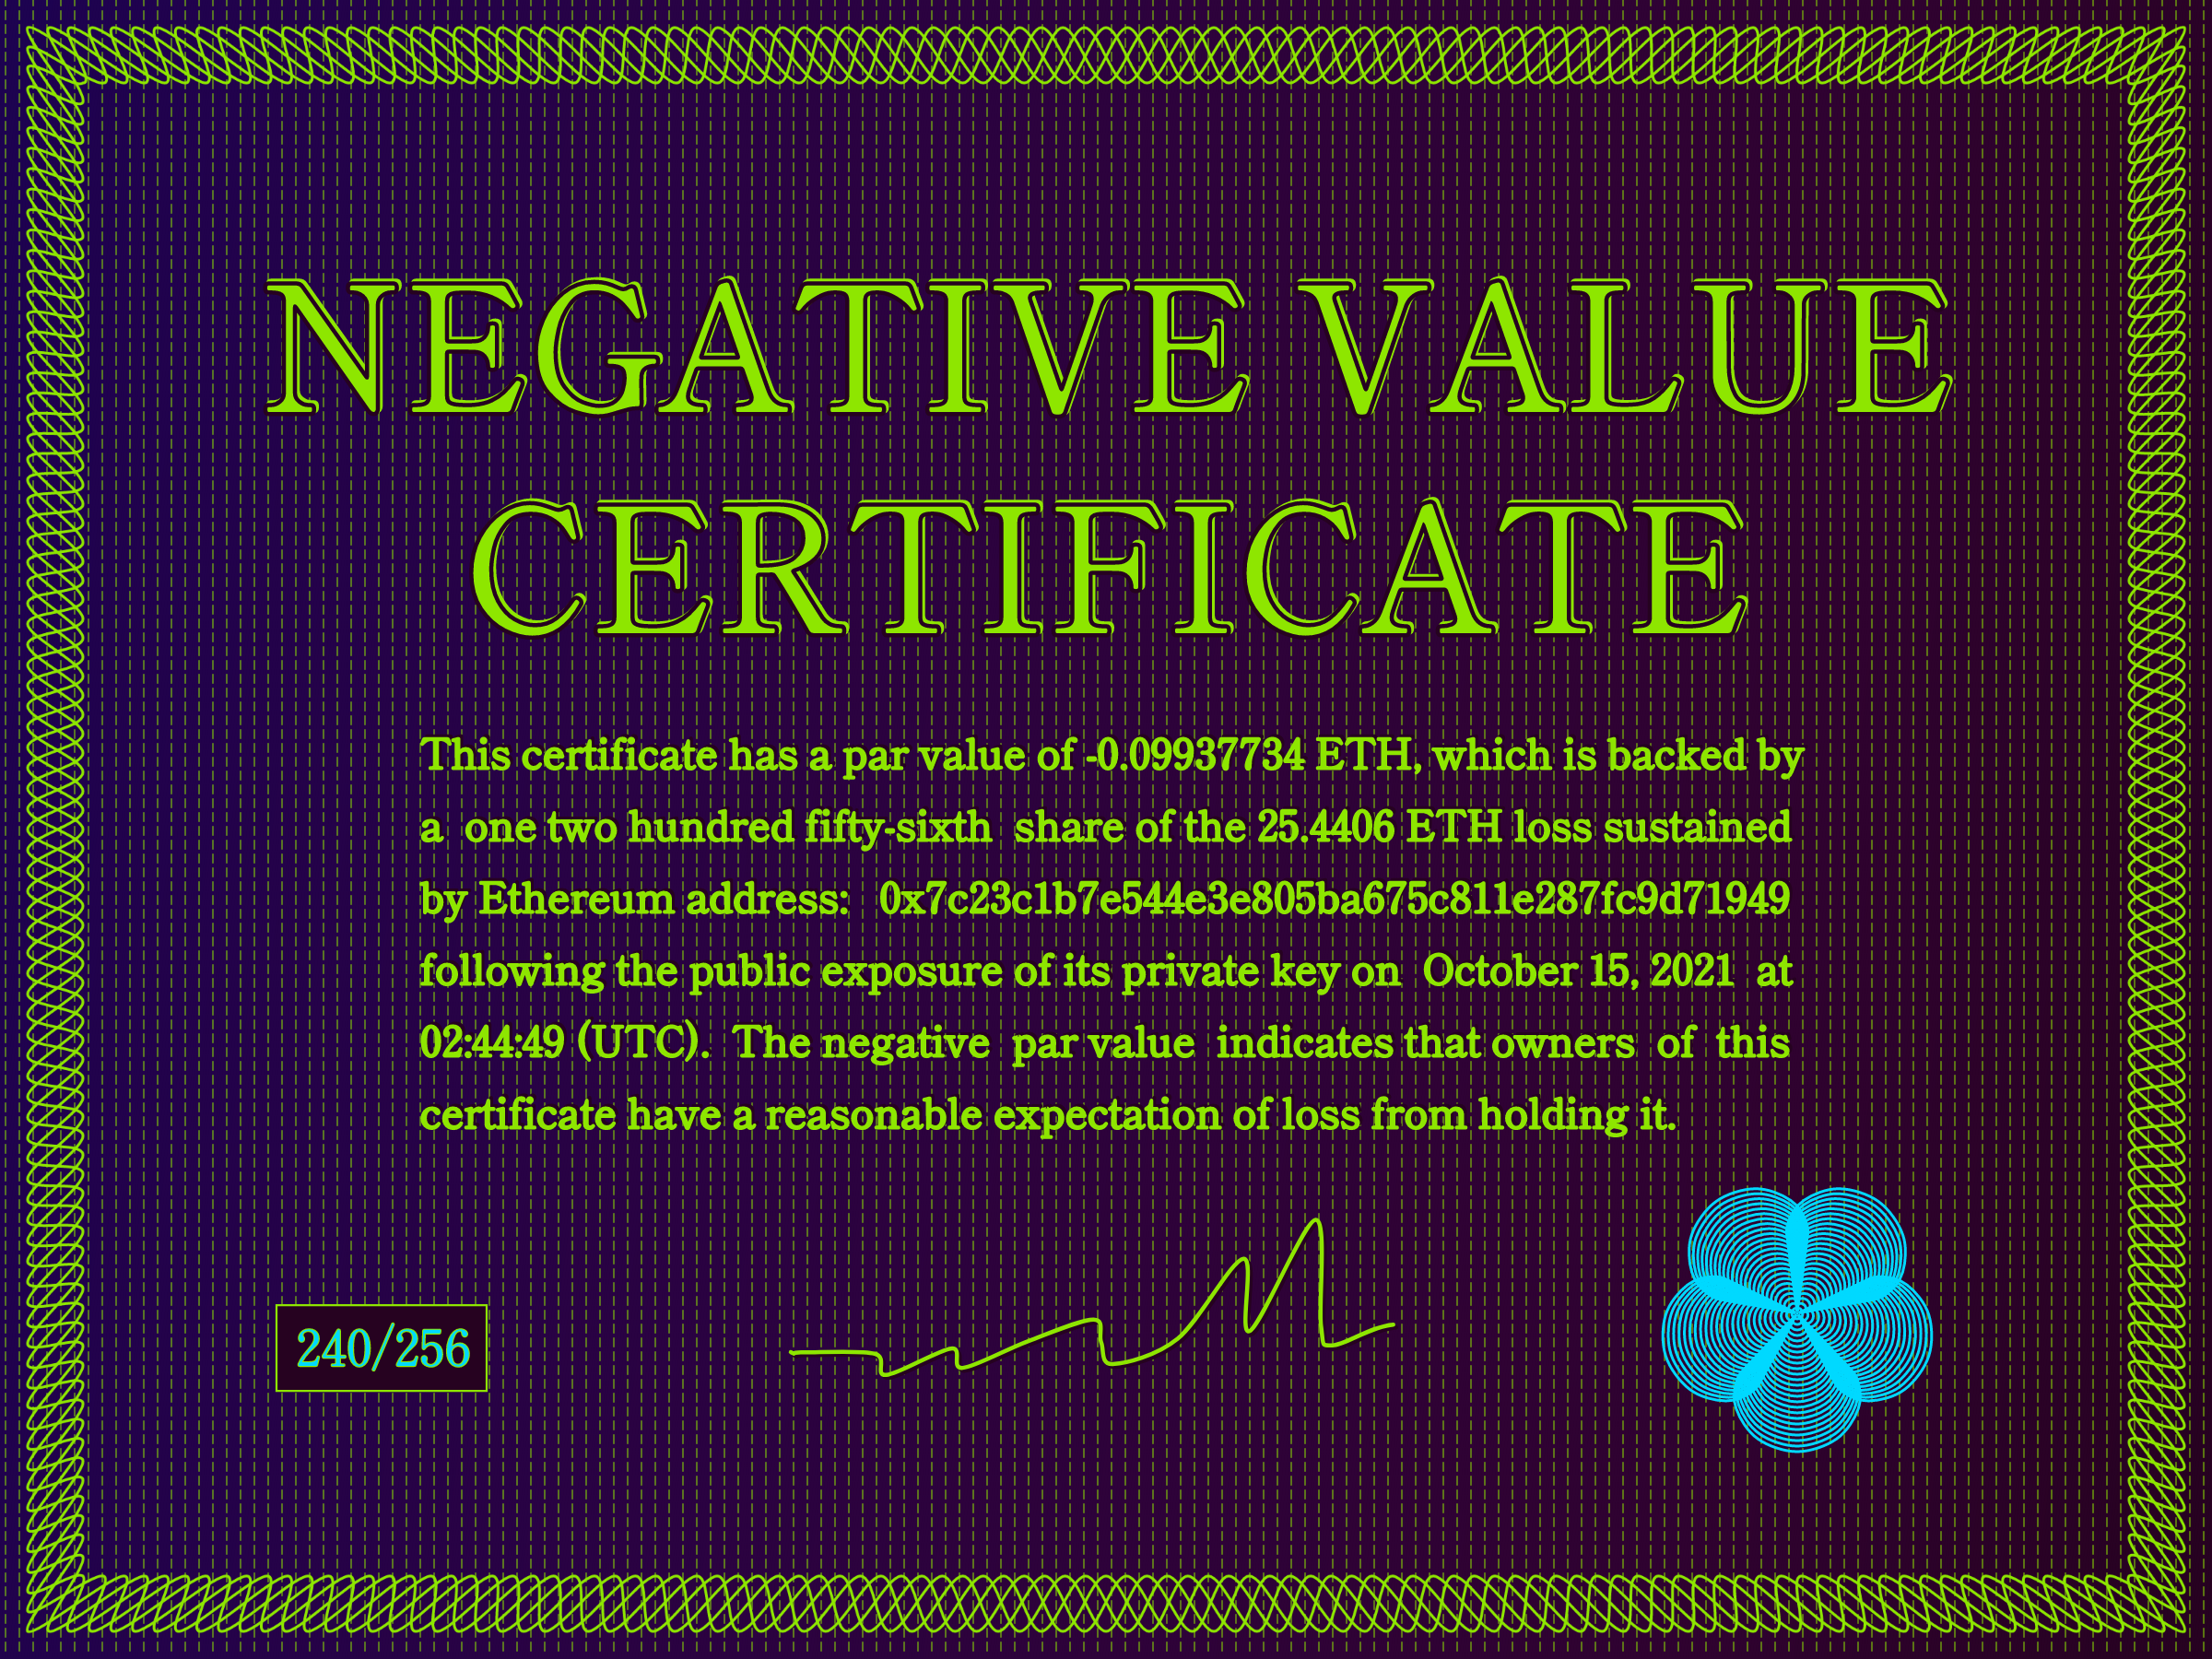 NEGATIVE VALUE
CERTIFICATE
This certificate has a par value of -0.09937734 ETH, which is backed by
a one two hundred fifty-sixth share of the 25.4406 ETH loss sustained
by Ethereum address: 0x7c23c1b7e544e3e805ba675c811e287fc9d71949
following the public exposure of its private key on October 15, 2021 at
02:44:49 (UTC). The negative par value indicates that owners of this
certificate have a reasonable expectation of loss from holding it.
240/256